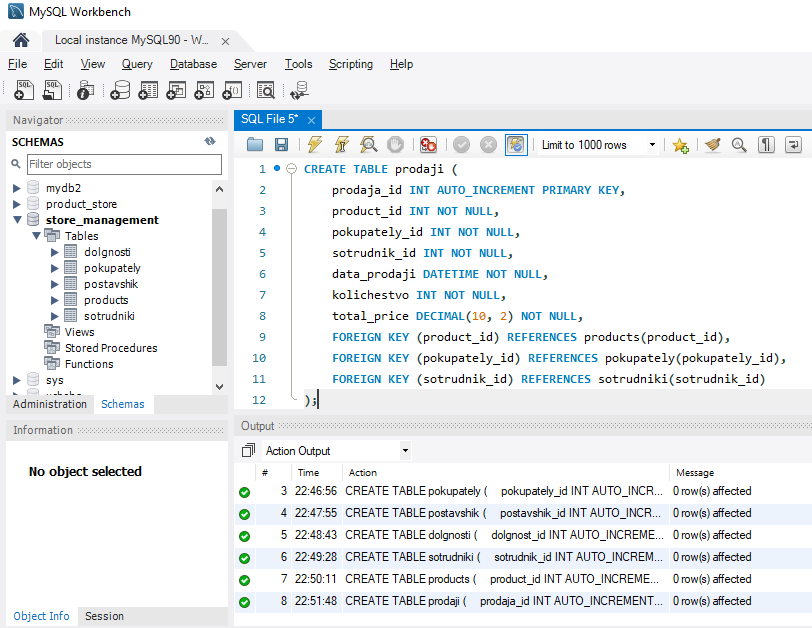 MySQL Workbench
Local instance MySQL90 - W... ×
File Edit View Query Database Server Tools Scripting Help
Navigator
SCHEMAS
Filter objects
mydb2
product_store
store_management
Tables
dolgnosti
pokupately
postavshik
products
sotrudniki
Views
Stored Procedures
Functions
sys
Administration Schemas
Information
No object selected
Object Info Session
SQL File 5* ×
Limit to 1000 rows
1 CREATE TABLE prodaji (
2 prodaja_id INT AUTO_INCREMENT PRIMARY KEY,
3 product_id INT NOT NULL,
4 pokupately_id INT NOT NULL,
5 sotrudnik_id INT NOT NULL,
6 data_prodaji DATETIME NOT NULL,
7 kolichestvo INT NOT NULL,
8 total_price DECIMAL(10, 2) NOT NULL,
9 FOREIGN KEY (product_id) REFERENCES products(product_id),
10 FOREIGN KEY (pokupately_id) REFERENCES pokupately(pokupately_id),
11 FOREIGN KEY (sotrudnik_id) REFERENCES sotrudniki(sotrudnik_id)
12 );
Output
Action Output
# Time Action Message
3 22:46:56 CREATE TABLE pokupately ( pokupately_id INT AUTO_INCR... 0 row(s) affected
4 22:47:55 CREATE TABLE postavshik ( postavshik_id INT AUTO_INCR... 0 row(s) affected
5 22:48:43 CREATE TABLE dolgnosti ( dolgnost_id INT AUTO_INCREME... 0 row(s) affected
6 22:49:28 CREATE TABLE sotrudniki ( sotrudnik_id INT AUTO_INCREM... 0 row(s) affected
7 22:50:11 CREATE TABLE products ( product_id INT AUTO_INCREME... 0 row(s) affected
8 22:51:48 CREATE TABLE prodaji ( prodaja_id INT AUTO_INCREMENT... 0 row(s) affected